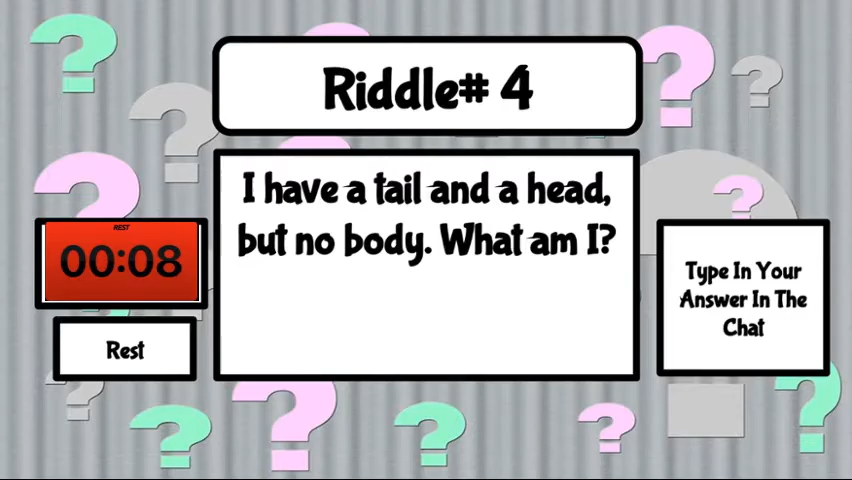 Riddle# 4
I have a tail and a head,
but no body. What am I?
REST
00:08
Rest
Type In Your
Answer In The
Chat